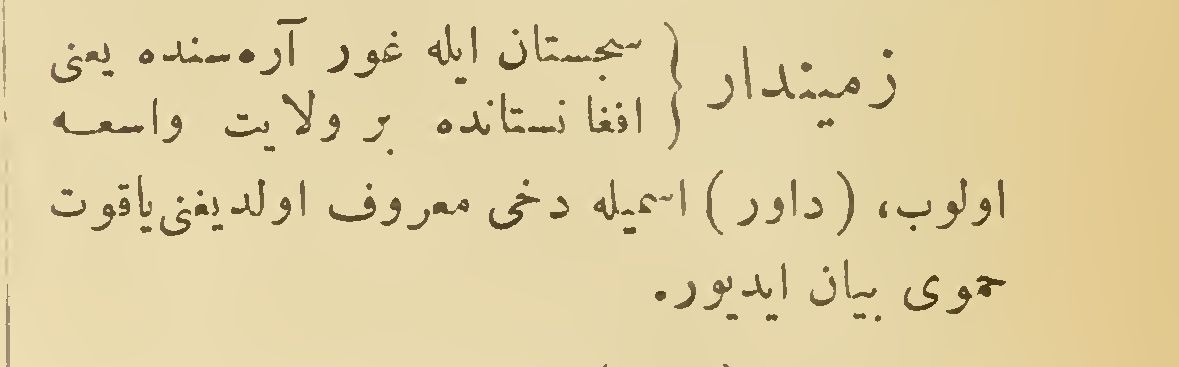 زمیندار { سجستان ایله غور آره‌سنده یعنی
افغانستانده بر ولایت واسعه
اولوب، (داور) اسمیله دخی معروف اولدیغنی یاقوت
حموی بیان ایدیور.